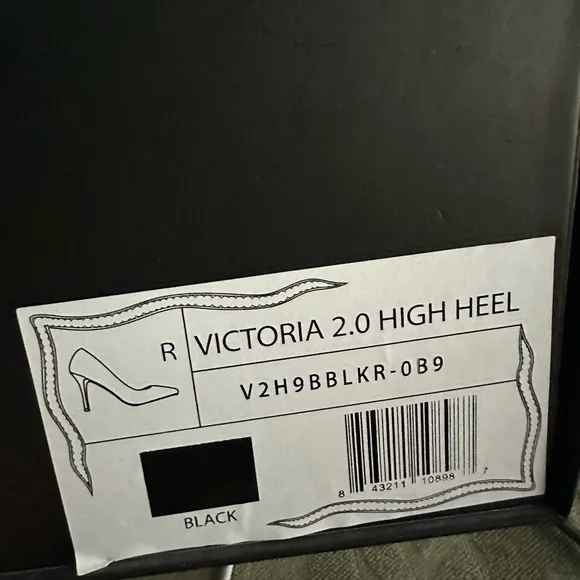 R
VICTORIA 2.0 HIGH HEEL
V2H9BBLKR-0B9
BLACK
8 43211 10898 7